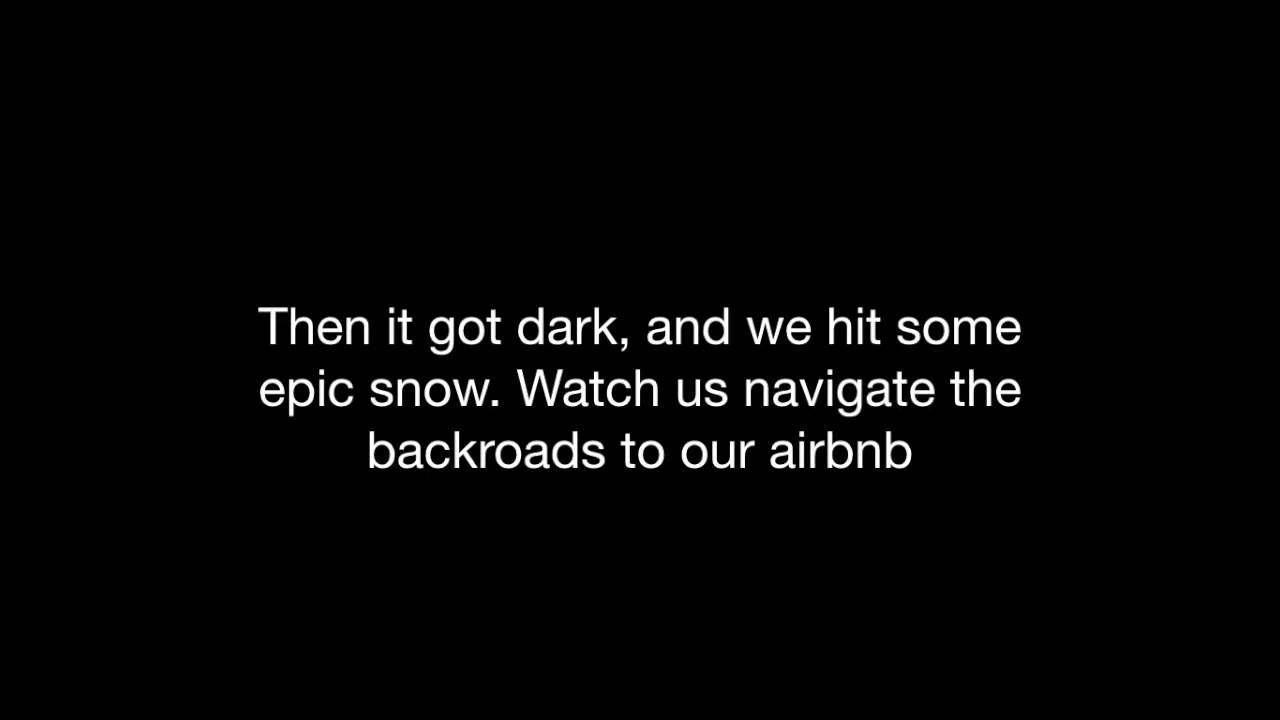 Then it got dark, and we hit some
epic snow. Watch us navigate the
backroads to our airbnb